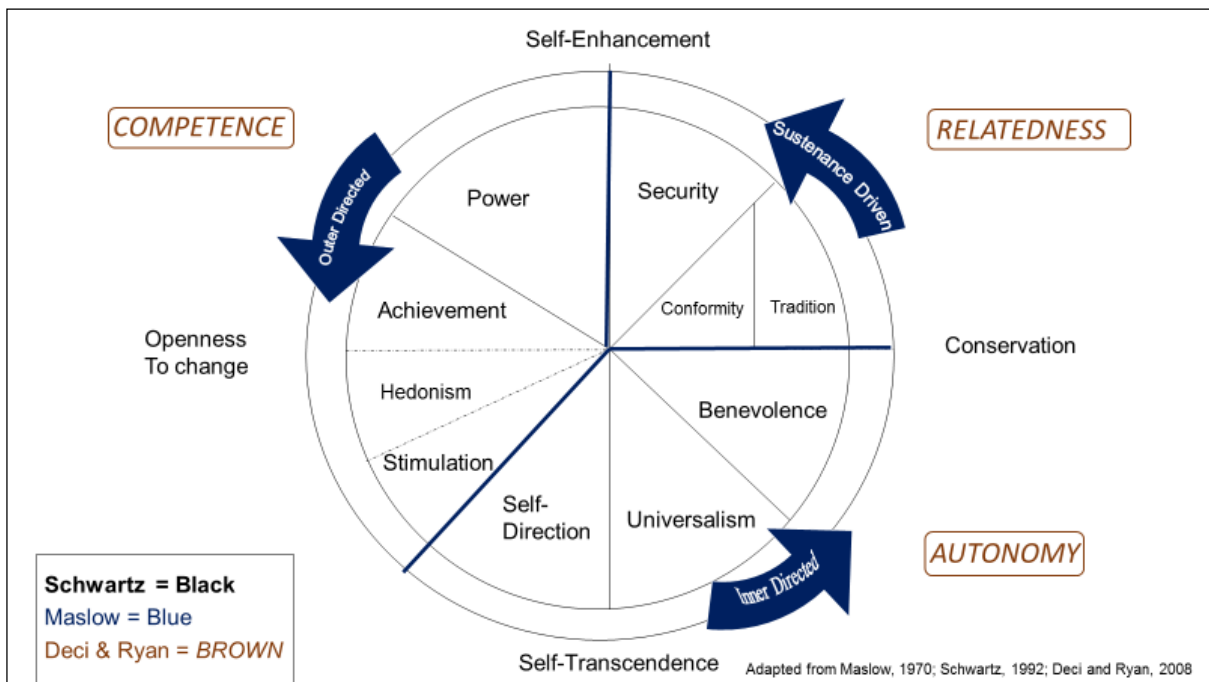 Self-Enhancement
COMPETENCE
RELATEDNESS
Sustenance Driven
Outer Directed
Power
Security
Achievement
Conformity
Tradition
Openness
To change
Conservation
Hedonism
Benevolence
Stimulation
Self-
Direction
Universalism
AUTONOMY
Inner Directed
Schwartz = Black
Maslow = Blue
Deci & Ryan = BROWN
Self-Transcendence
Adapted from Maslow, 1970; Schwartz, 1992; Deci and Ryan, 2008